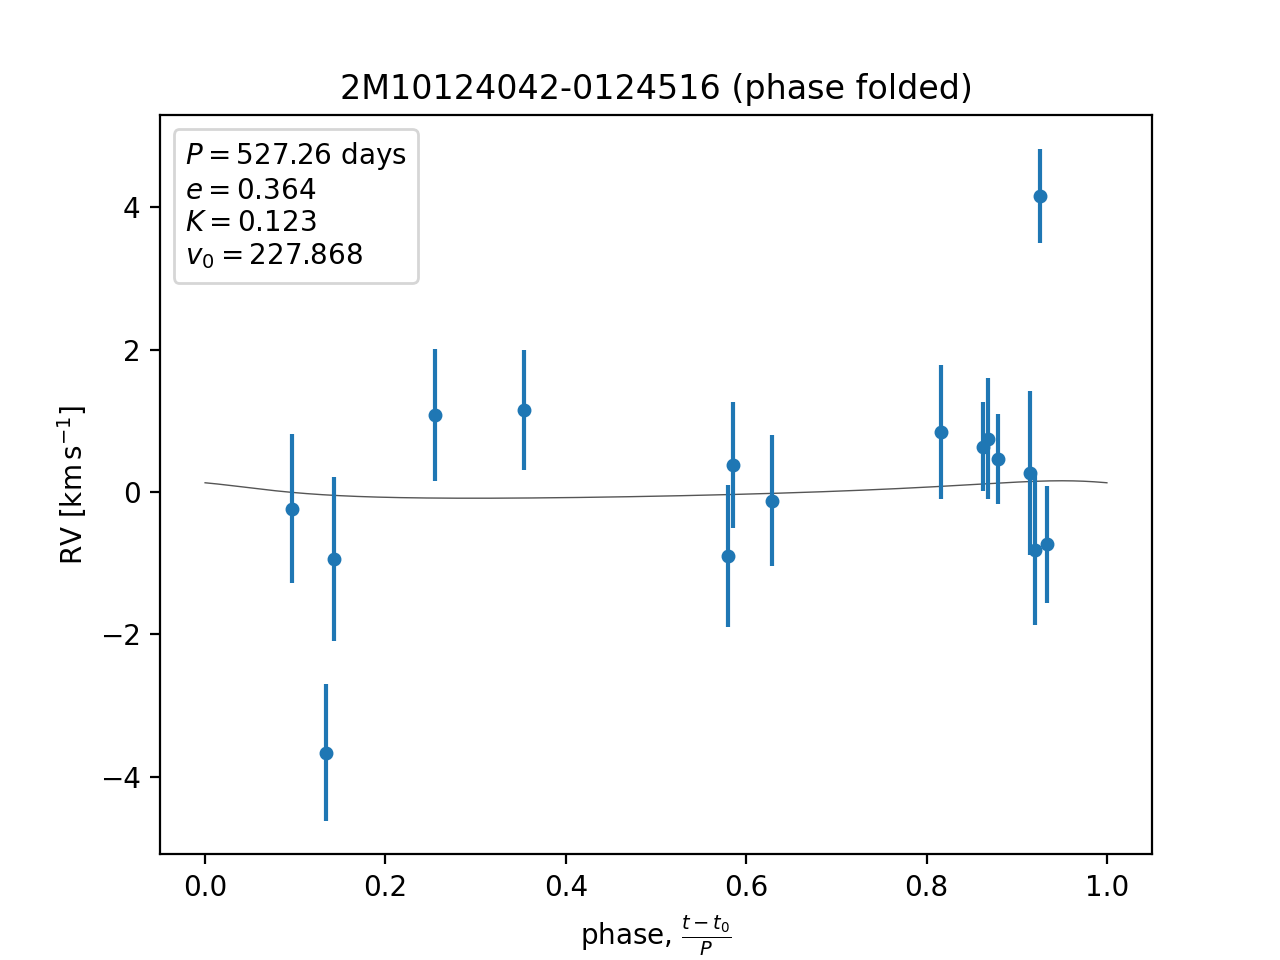 2M10124042-0124516 (phase folded)
P = 527.26 days
e = 0.364
K = 0.123
v₀ = 227.868
4
2
0
−2
−4
RV [km s⁻¹]
0.0 0.2 0.4 0.6 0.8 1.0
phase, (t − t₀)/P